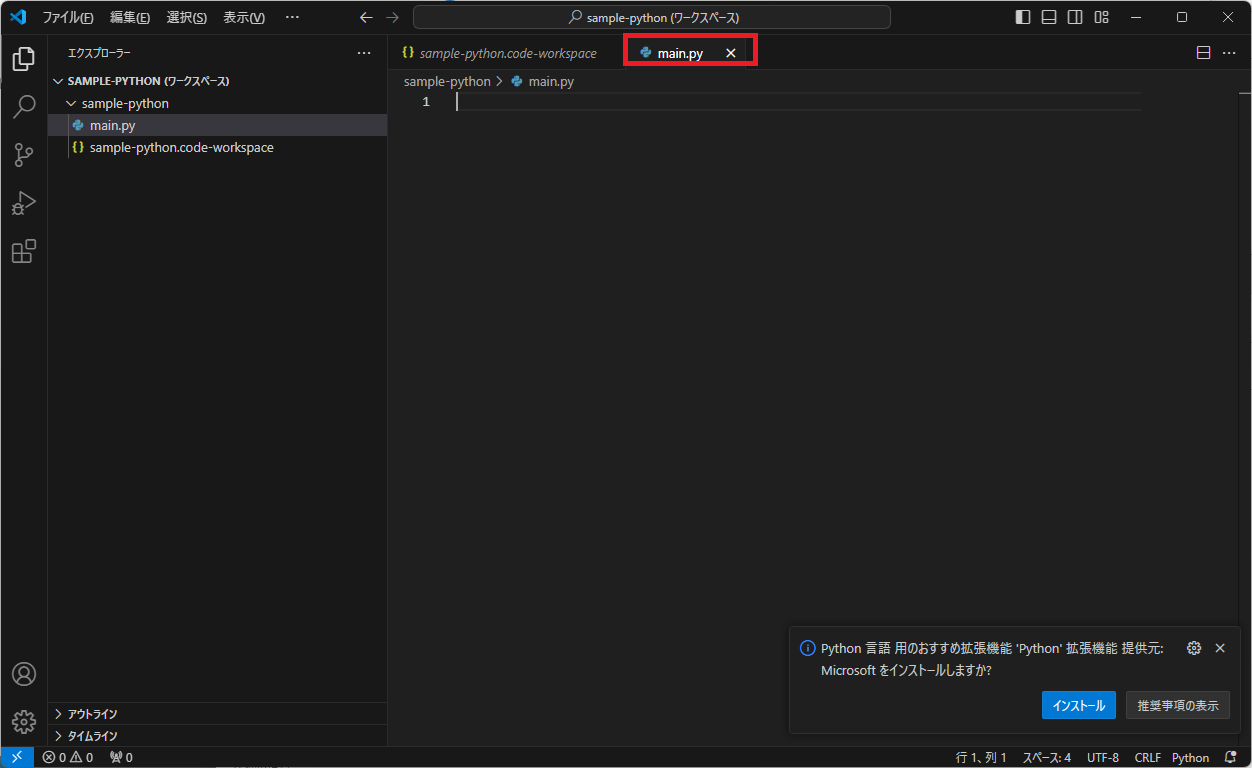 ファイル(F) 編集(E) 選択(S) 表示(V) ···
sample-python (ワークスペース)
エクスプローラー
SAMPLE-PYTHON (ワークスペース)
sample-python
main.py
{} sample-python.code-workspace
{} sample-python.code-workspace
main.py
sample-python > main.py
1
Python 言語 用のおすすめ拡張機能 'Python' 拡張機能 提供元:
Microsoft をインストールしますか?
インストール 推奨事項の表示
アウトライン
タイムライン
0 0 0 行 1、列 1 スペース: 4 UTF-8 CRLF Python